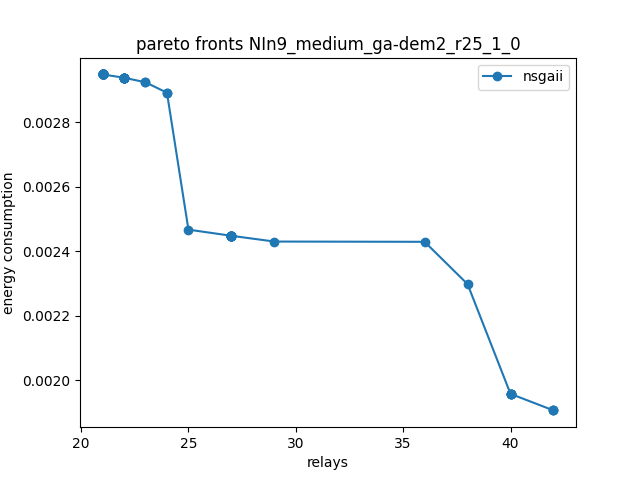 pareto fronts NIn9_medium_ga-dem2_r25_1_0
nsgaii
energy consumption
0.0028
0.0026
0.0024
0.0022
0.0020
20
25
30
35
40
relays